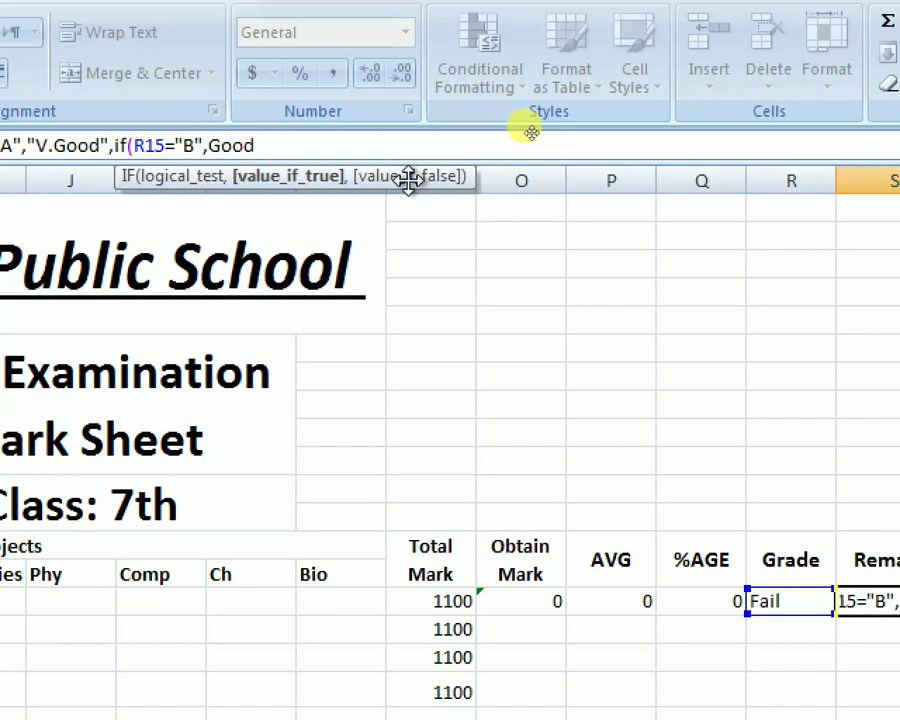 ¶ Wrap Text General Σ
Merge & Center $ % , .00 .0
Conditional Formatting Format as Table Cell Styles Insert Delete Format
gnment Number Styles Cells
A","V.Good",if(R15="B",Good
IF(logical_test, [value_if_true], [value_if_false])
J O P Q R S
Public School
Examination
ark Sheet
Class: 7th
jects Total Mark Obtain Mark AVG %AGE Grade Rema
ies Phy Comp Ch Bio
1100 0 0 0 Fail 15="B",
1100
1100
1100